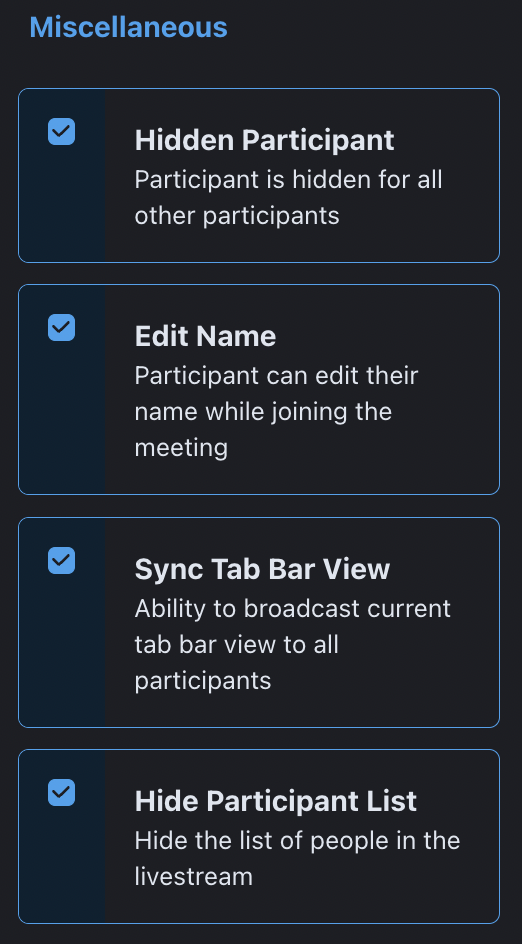 Miscellaneous
Hidden Participant
Participant is hidden for all
other participants
Edit Name
Participant can edit their
name while joining the
meeting
Sync Tab Bar View
Ability to broadcast current
tab bar view to all
participants
Hide Participant List
Hide the list of people in the
livestream